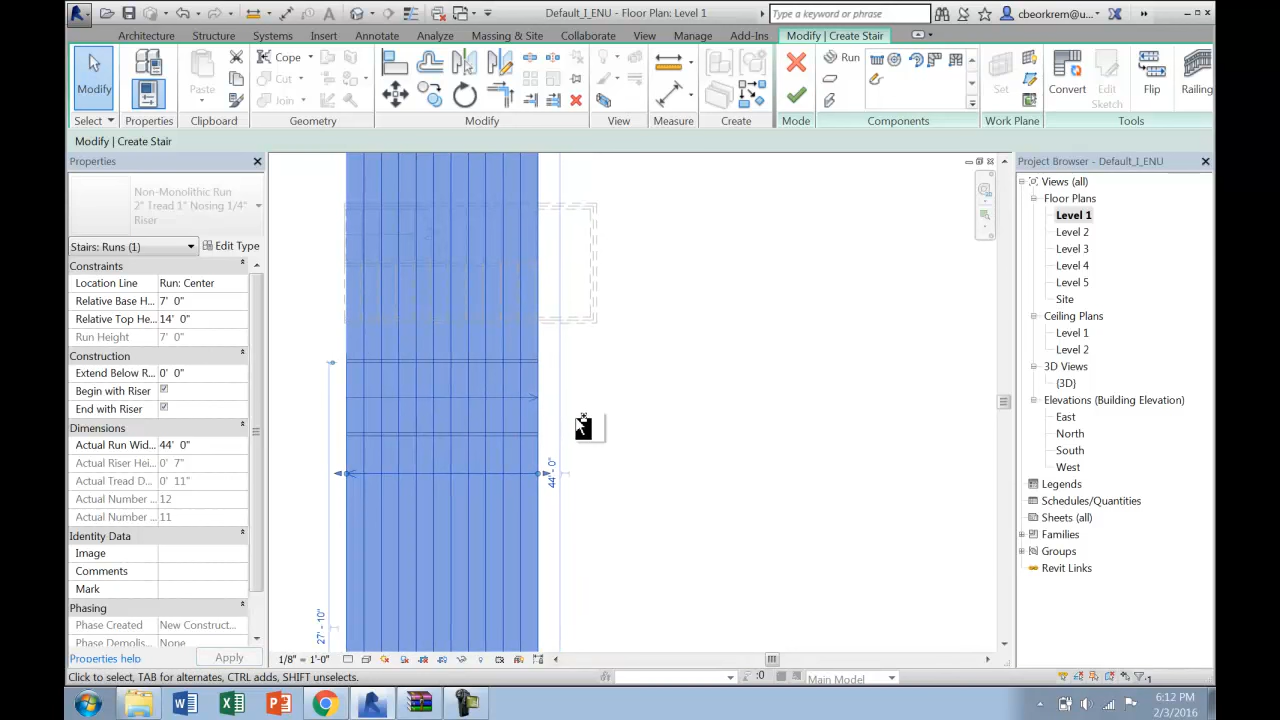 Default_I_ENU - Floor Plan: Level 1
Type a keyword or phrase
cbeorkrem@u...
Architecture Structure Systems Insert Annotate Analyze Massing & Site Collaborate View Manage Add-Ins Modify | Create Stair
Modify
Paste
Cope
Cut
Join
Run
Set
Convert
Edit Sketch
Flip
Railing
Select Properties Clipboard Geometry Modify View Measure Create Mode Components Work Plane Tools
Modify | Create Stair
Properties
Non-Monolithic Run
2" Tread 1" Nosing 1/4"
Riser
Stairs: Runs (1) Edit Type
Constraints
Location Line Run: Center
Relative Base H... 7' 0"
Relative Top He... 14' 0"
Run Height 7' 0"
Construction
Extend Below R... 0' 0"
Begin with Riser
End with Riser
Dimensions
Actual Run Wid... 44' 0"
Actual Riser Hei... 0' 7"
Actual Tread D... 0' 11"
Actual Number ... 12
Actual Number ... 11
Identity Data
Image
Comments
Mark
Phasing
Phase Created New Construct...
Phase Demolis... None
Properties help Apply
44' - 0"
27' - 10"
Project Browser - Default_I_ENU
Views (all)
Floor Plans
Level 1
Level 2
Level 3
Level 4
Level 5
Site
Ceiling Plans
Level 1
Level 2
3D Views
{3D}
Elevations (Building Elevation)
East
North
South
West
Legends
Schedules/Quantities
Sheets (all)
Families
Groups
Revit Links
1/8" = 1'-0"
Click to select, TAB for alternates, CTRL adds, SHIFT unselects.
:0
Main Model
:1
6:12 PM
2/3/2016